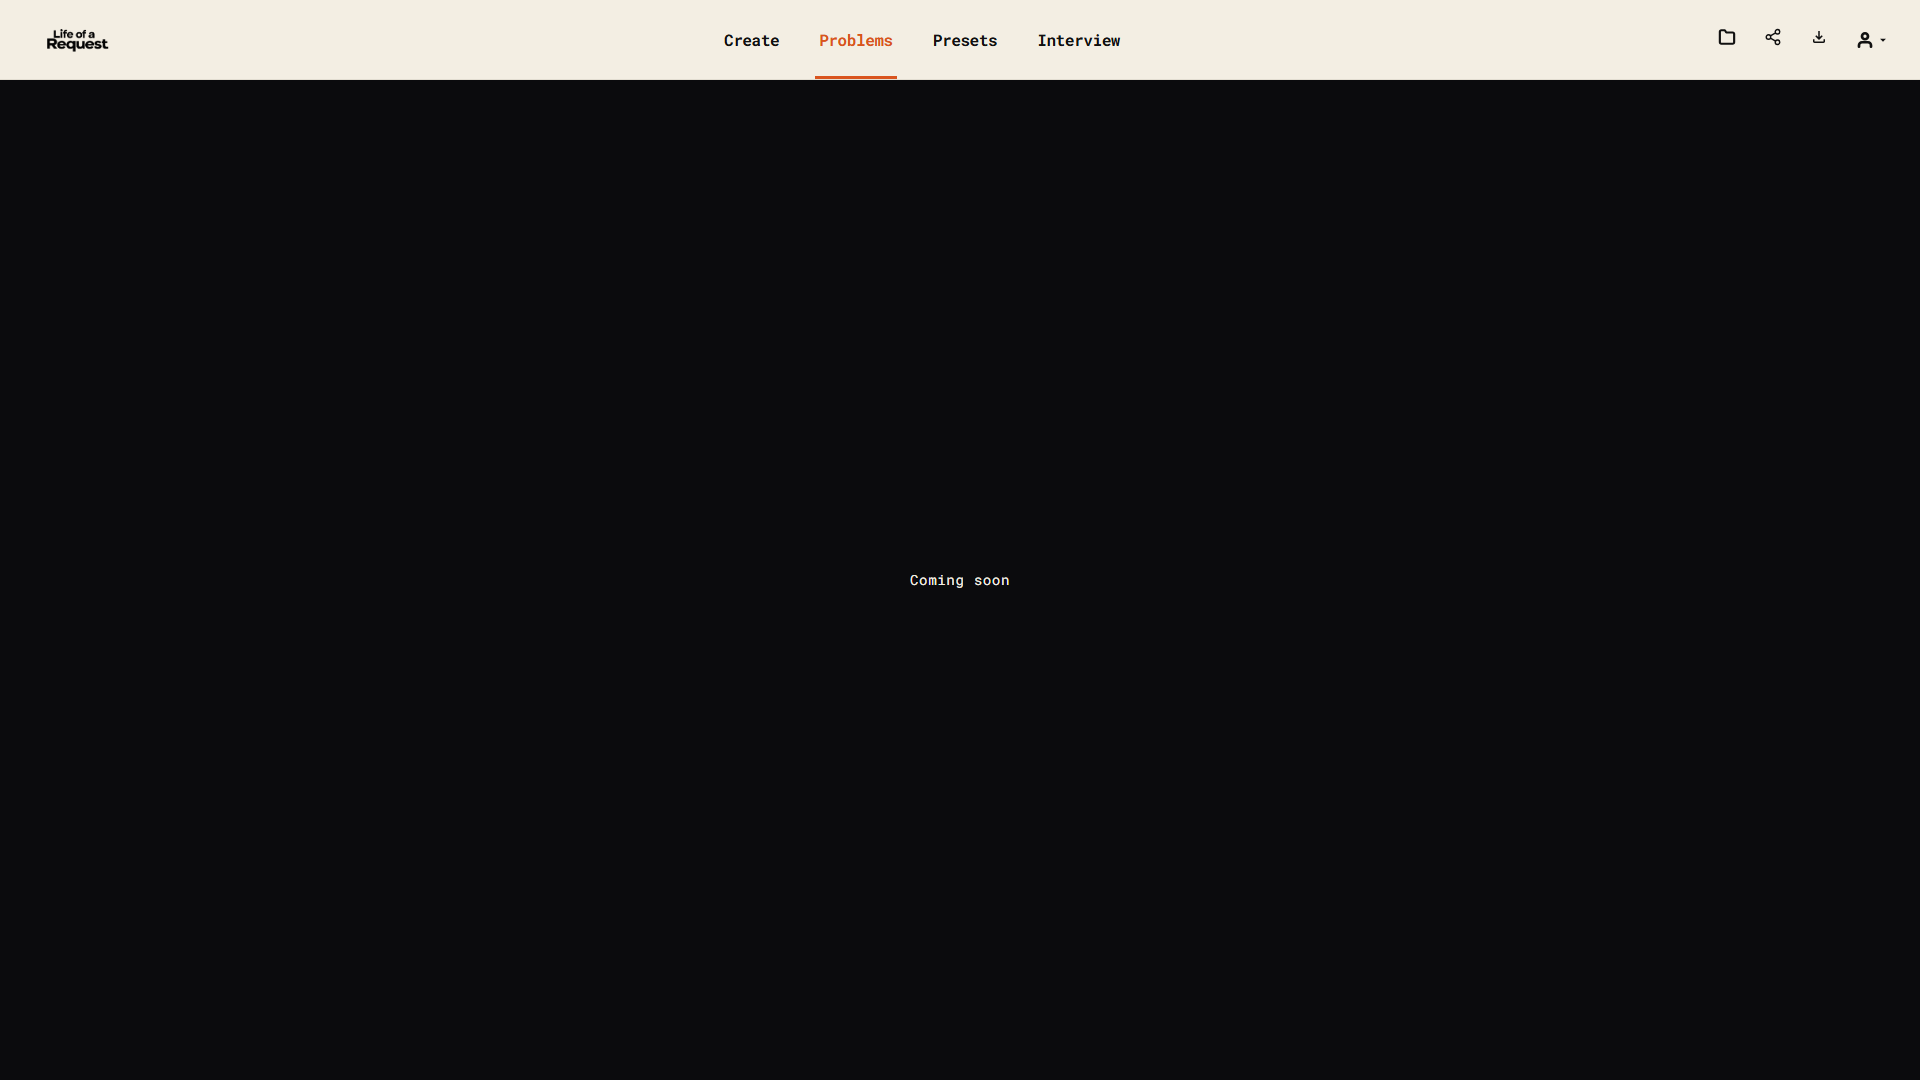 Life of a
Request
Create
Problems
Presets
Interview
Coming soon